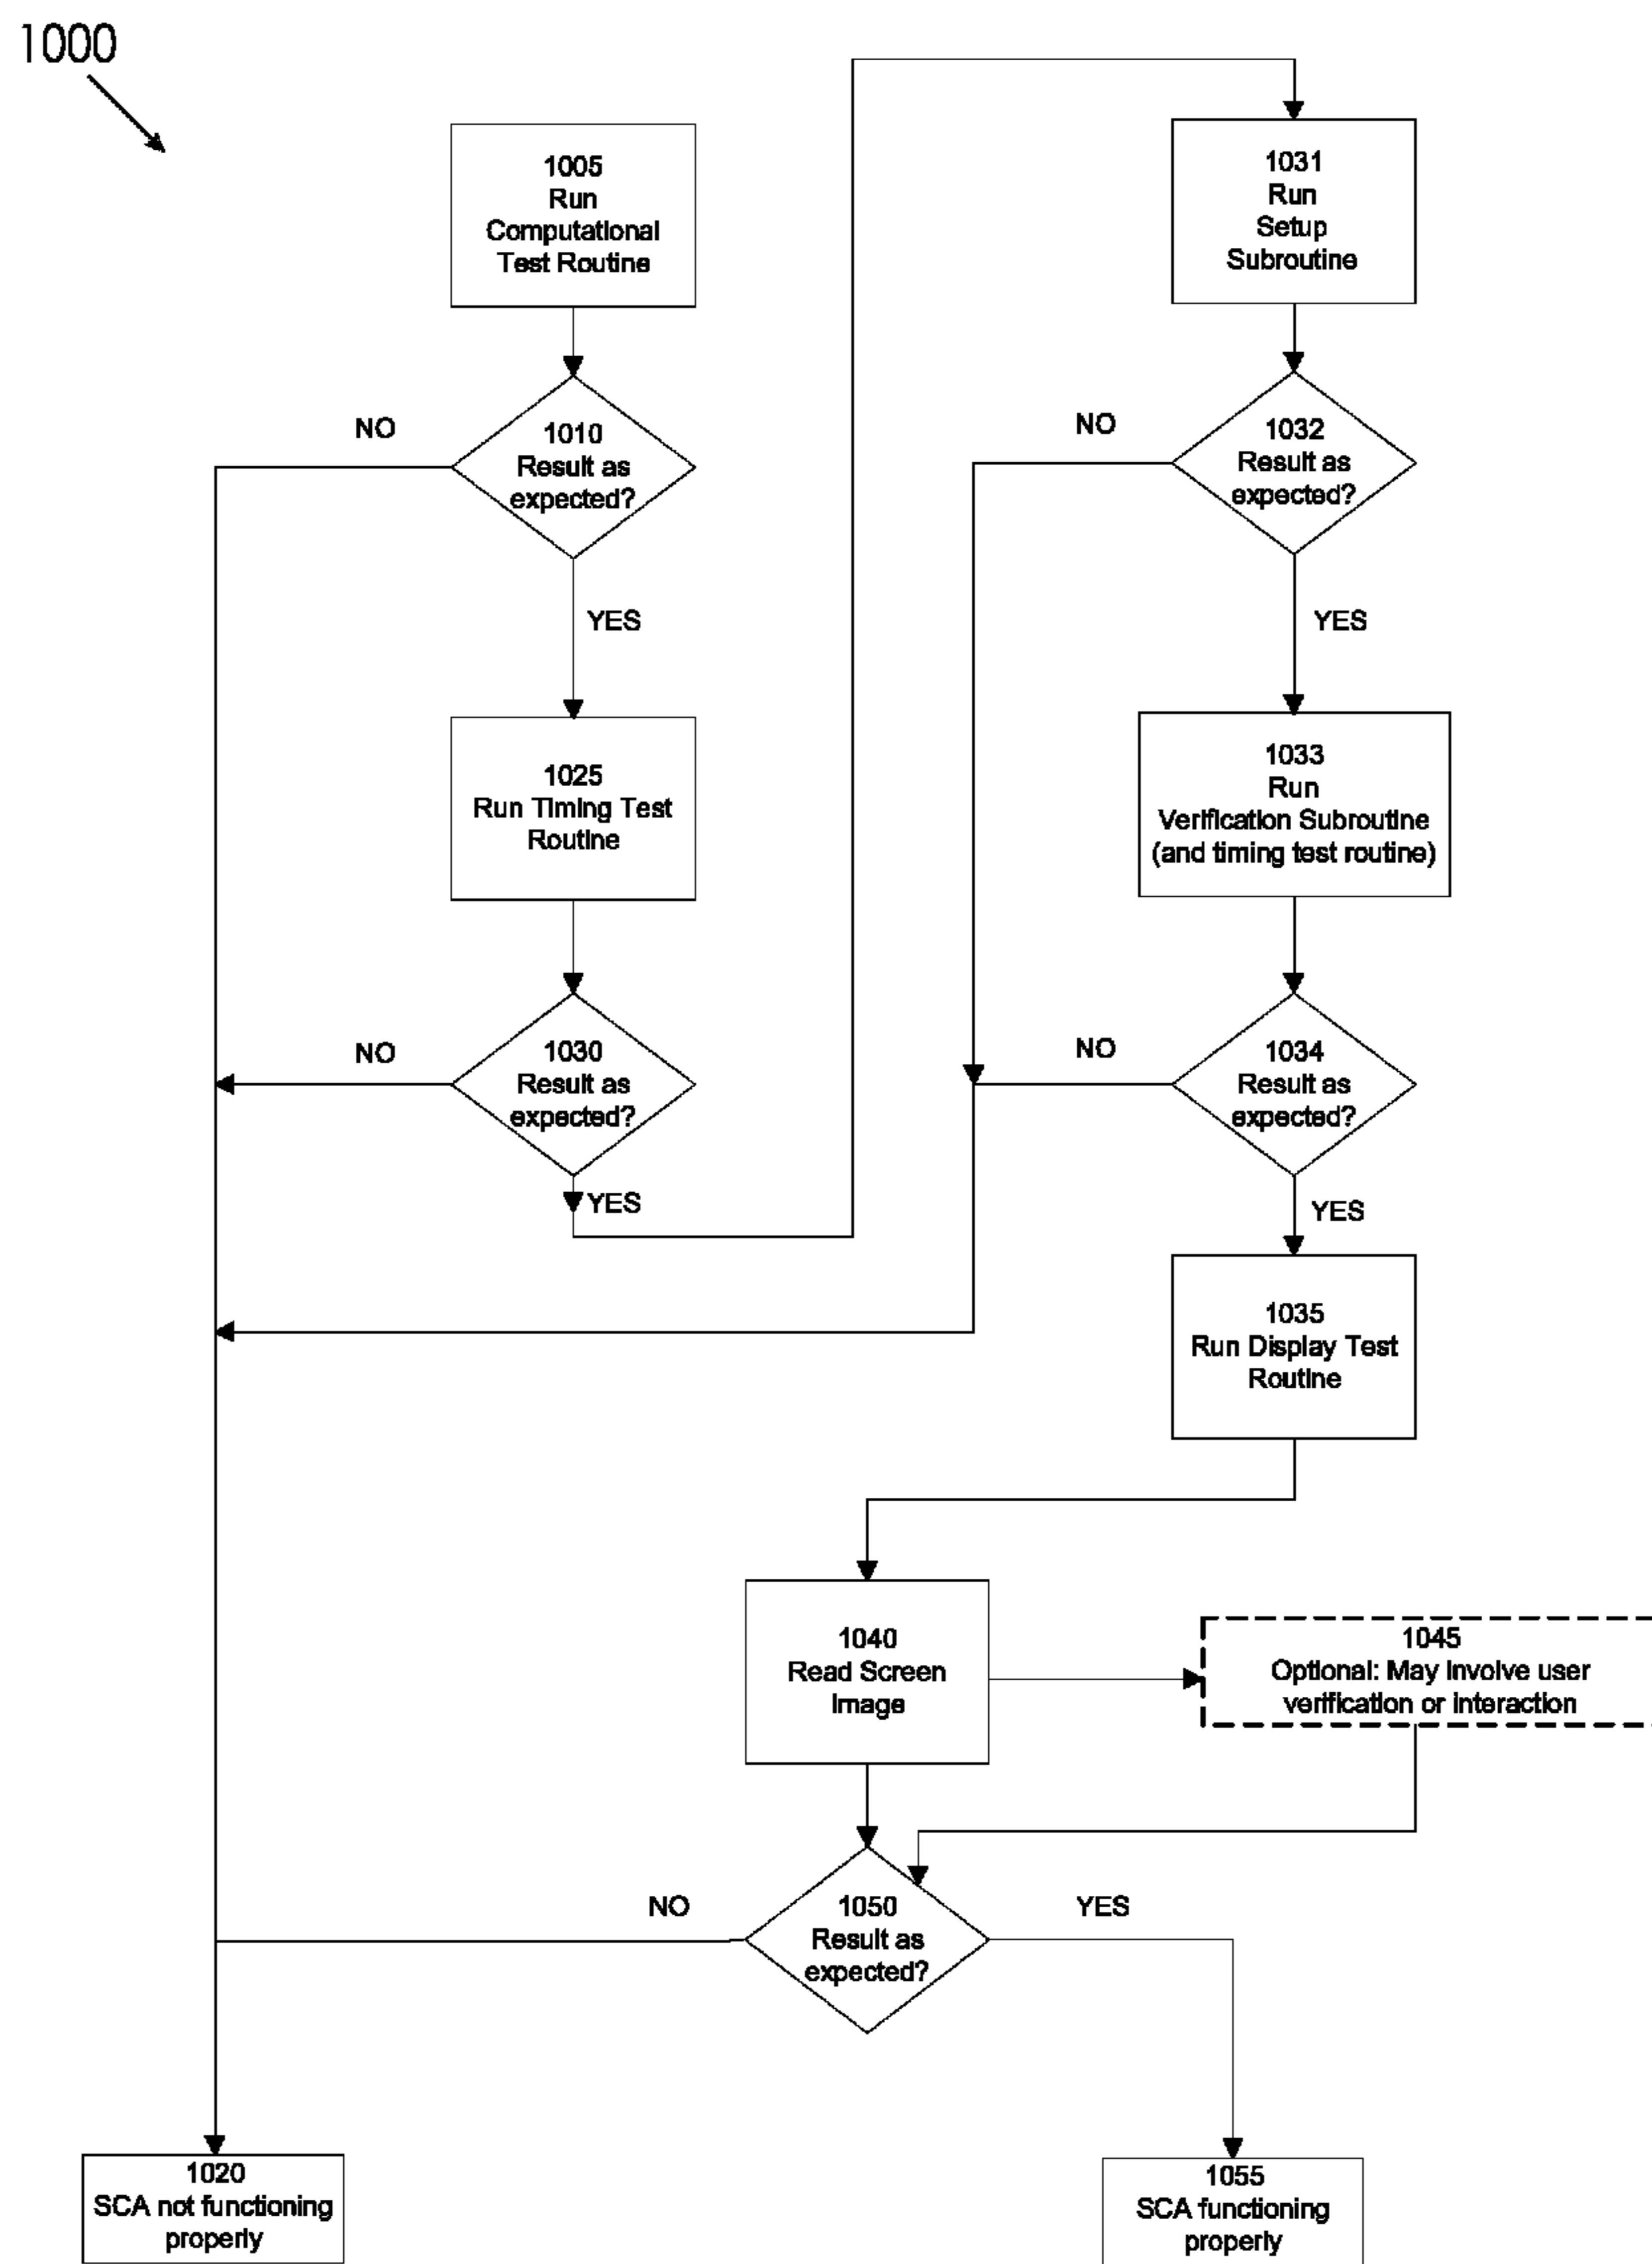 1000
1005
Run
Computational
Test Routine
1010
Result as
expected?
NO
YES
1025
Run Timing Test
Routine
1030
Result as
expected?
NO
YES
1031
Run
Setup
Subroutine
1032
Result as
expected?
NO
YES
1033
Run
Verification Subroutine
(and timing test routine)
1034
Result as
expected?
NO
YES
1035
Run Display Test
Routine
1040
Read Screen
Image
1045
Optional: May involve user
verification or interaction
1050
Result as
expected?
NO
YES
1020
SCA not functioning
properly
1055
SCA functioning
properly